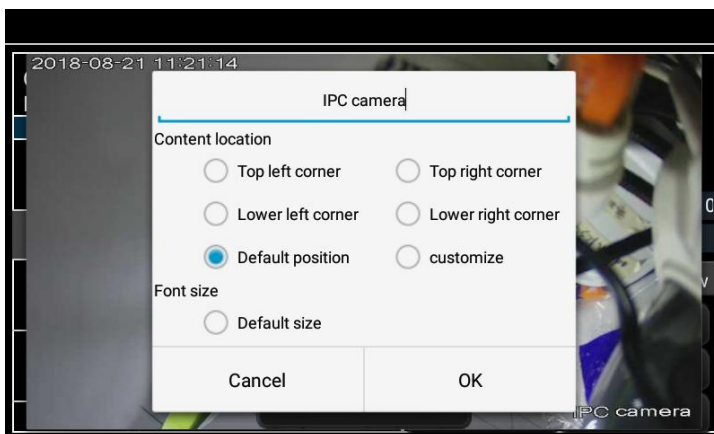 2018-08-21 11:21:14
IPC camera
Content location
Top left corner
Top right corner
Lower left corner
Lower right corner
Default position
customize
Font size
Default size
Cancel
OK
IPC camera